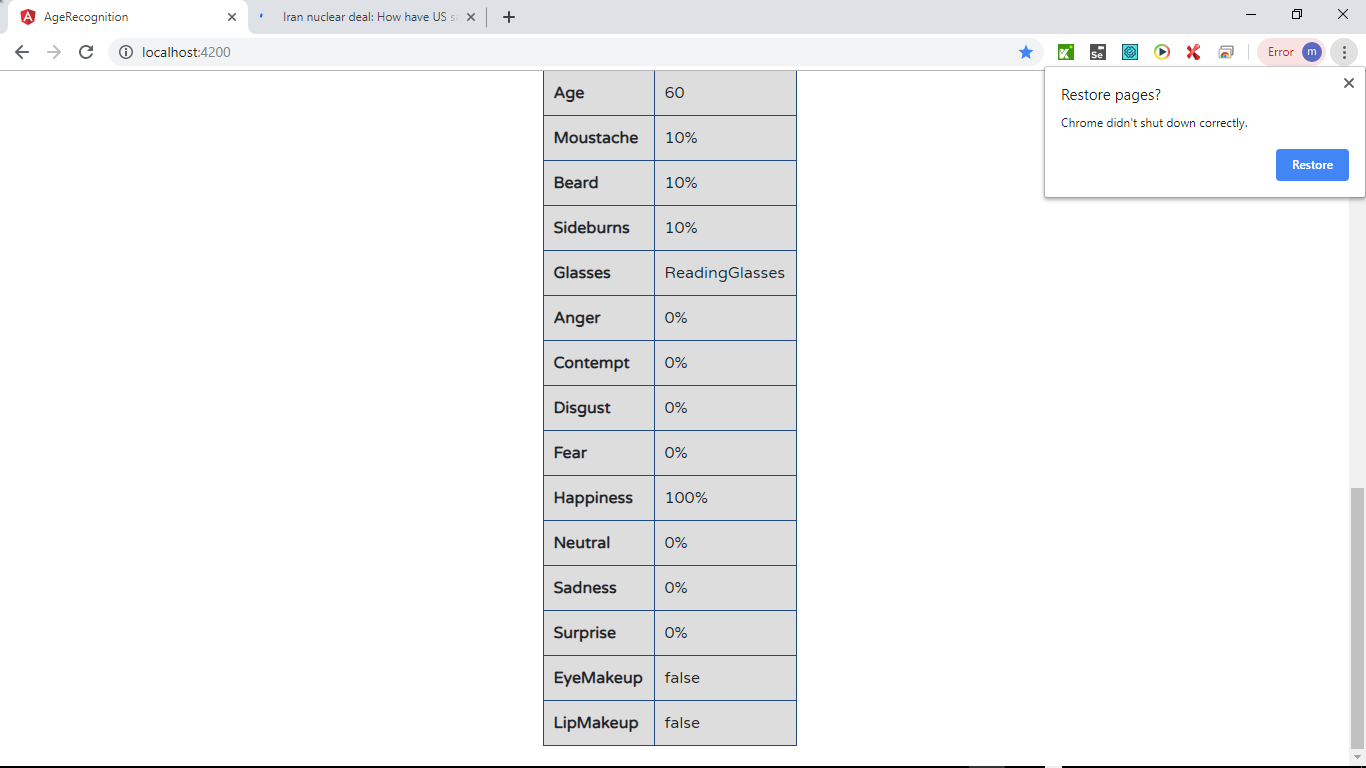 AgeRecognition
Iran nuclear deal: How have US s
localhost:4200
Se
Error m
Restore pages?
Chrome didn't shut down correctly.
Restore
Age 60
Moustache 10%
Beard 10%
Sideburns 10%
Glasses ReadingGlasses
Anger 0%
Contempt 0%
Disgust 0%
Fear 0%
Happiness 100%
Neutral 0%
Sadness 0%
Surprise 0%
EyeMakeup false
LipMakeup false